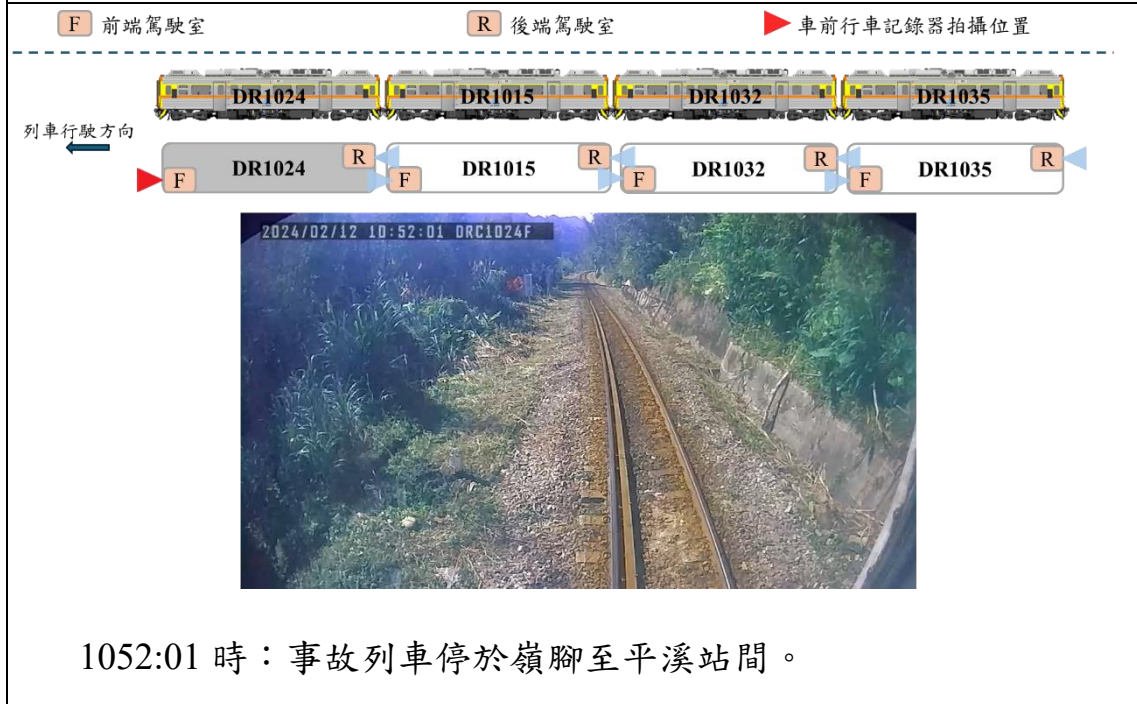 F 前端駕駛室 R 後端駕駛室 車前行車記錄器拍攝位置
DR1024 DR1015 DR1032 DR1035
列車行駛方向
F DR1024 R F DR1015 R F DR1032 R F DR1035 R
2024/02/12 10:52:01 DRC1024F
1052:01 時：事故列車停於嶺腳至平溪站間。